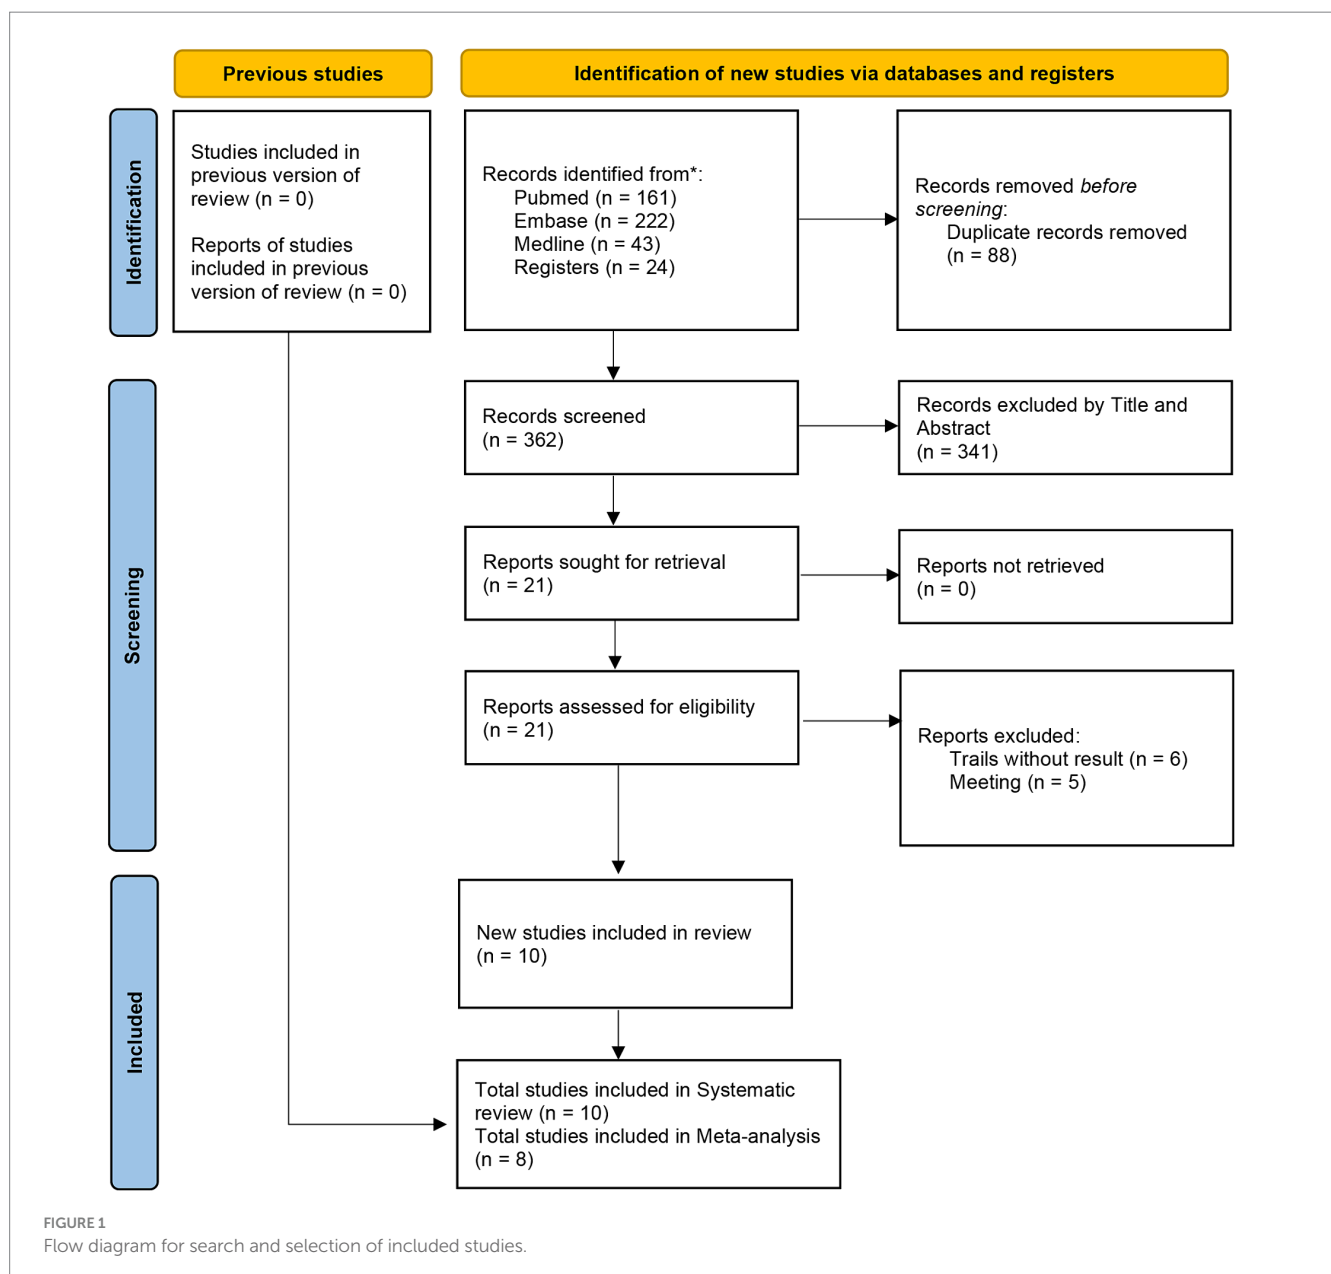 Previous studies
Identification of new studies via databases and registers
Identification
Studies included in
previous version of
review (n = 0)
Reports of studies
included in previous
version of review (n = 0)
Records identified from*:
Pubmed (n = 161)
Embase (n = 222)
Medline (n = 43)
Registers (n = 24)
Records removed before
screening:
Duplicate records removed
(n = 88)
Screening
Records screened
(n = 362)
Records excluded by Title and
Abstract
(n = 341)
Reports sought for retrieval
(n = 21)
Reports not retrieved
(n = 0)
Reports assessed for eligibility
(n = 21)
Reports excluded:
Trails without result (n = 6)
Meeting (n = 5)
Included
New studies included in review
(n = 10)
Total studies included in Systematic
review (n = 10)
Total studies included in Meta-analysis
(n = 8)
FIGURE 1
Flow diagram for search and selection of included studies.